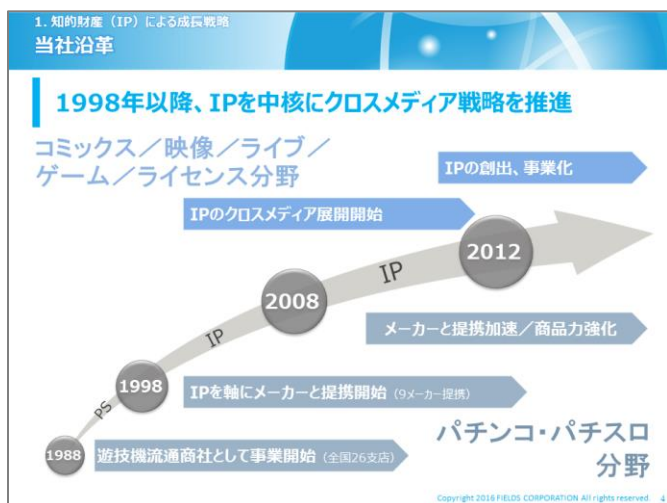 1. 知的財産（IP）による成長戦略
当社沿革
1998年以降、IPを中核にクロスメディア戦略を推進
コミックス／映像／ライブ／
ゲーム／ライセンス分野
IPの創出、事業化
IPのクロスメディア展開開始
2012
IP
2008
メーカーと提携加速／商品力強化
IP
1998
IPを軸にメーカーと提携開始（9メーカー提携）
PS
パチンコ・パチスロ
分野
1988
遊技機流通商社として事業開始（全国26支店）
Copyright 2016 FIELDS CORPORATION All rights reserved. 4